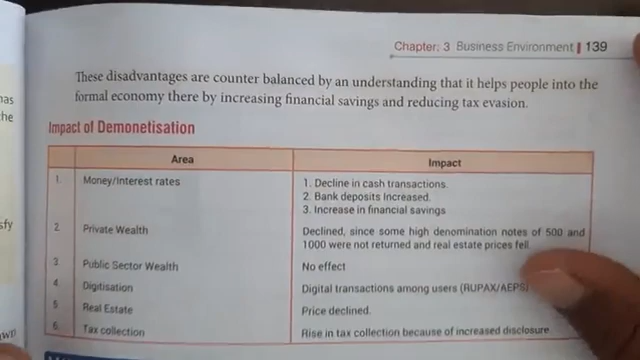 Chapter: 3 Business Environment | 139
These disadvantages are counter balanced by an understanding that it helps people into the
formal economy there by increasing financial savings and reducing tax evasion.
Impact of Demonetisation
Area Impact
1. Money/Interest rates 1. Decline in cash transactions.
2. Bank deposits Increased.
3. Increase in financial savings
2 Private Wealth Declined, since some high denomination notes of 500 and
1000 were not returned and real estate prices fell.
3 Public Sector Wealth No effect
4 Digitisation Digital transactions among users (RUPAX/AEPS)
5 Real Estate Price declined.
6. Tax collection Rise in tax collection because of increased disclosure